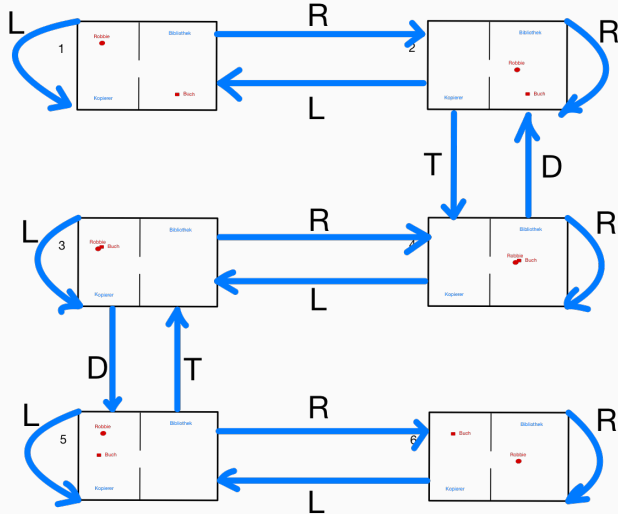 L
R
R
1
Robbie
Bibliothek
2
Bibliothek
Robbie
Kopierer
Buch
Kopierer
Buch
L
T
D
L
R
R
3
Bibliothek
4
Bibliothek
Robbie
Buch
Robbie
Buch
Kopierer
Kopierer
L
D
T
L
R
R
5
Robbie
Bibliothek
6
Buch
Bibliothek
Buch
Robbie
Kopierer
Kopierer
L